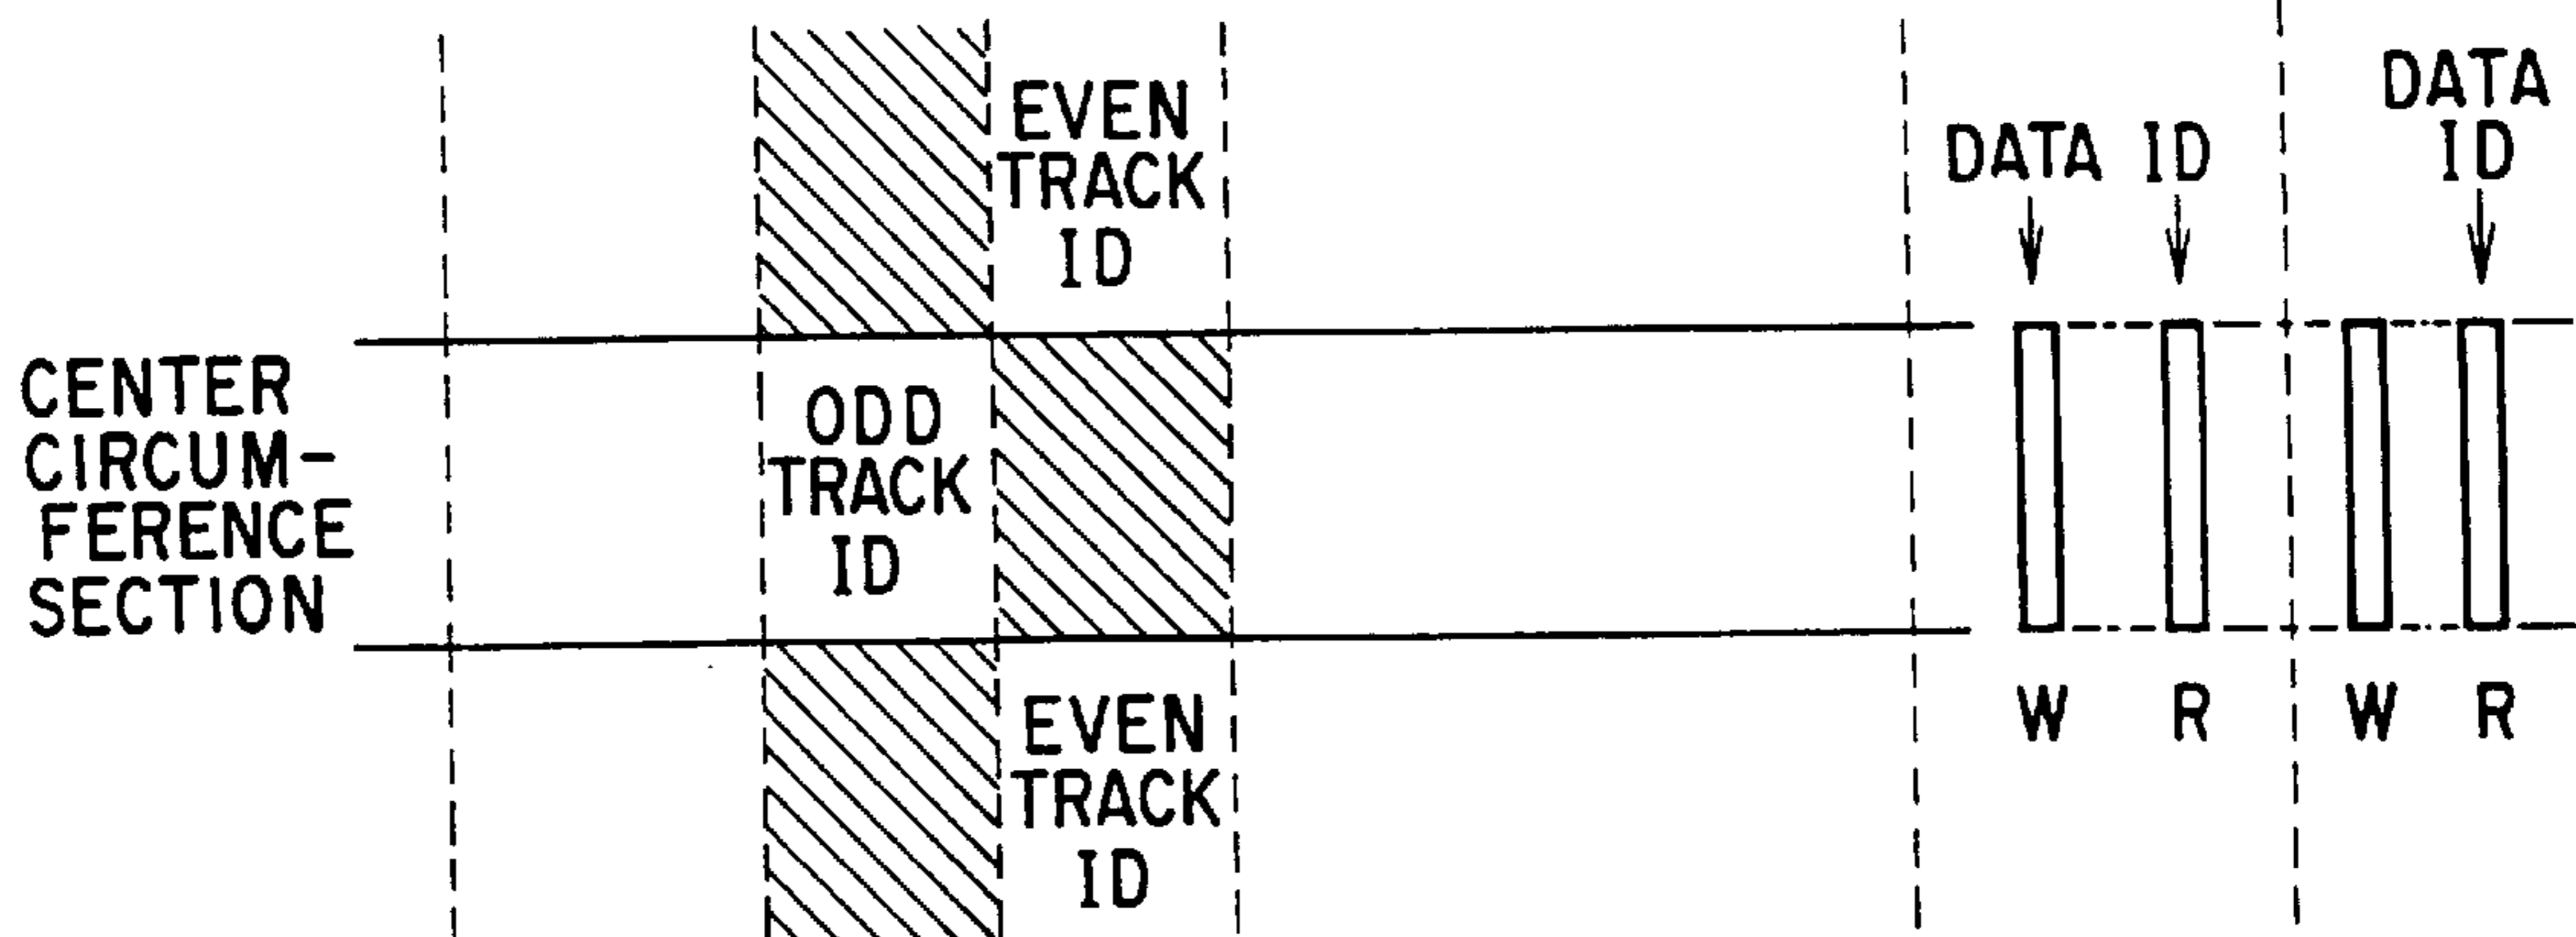 EVEN
TRACK
ID
DATA ID
DATA
ID
CENTER
CIRCUM-
FERENCE
SECTION
ODD
TRACK
ID
EVEN
TRACK
ID
W R W R